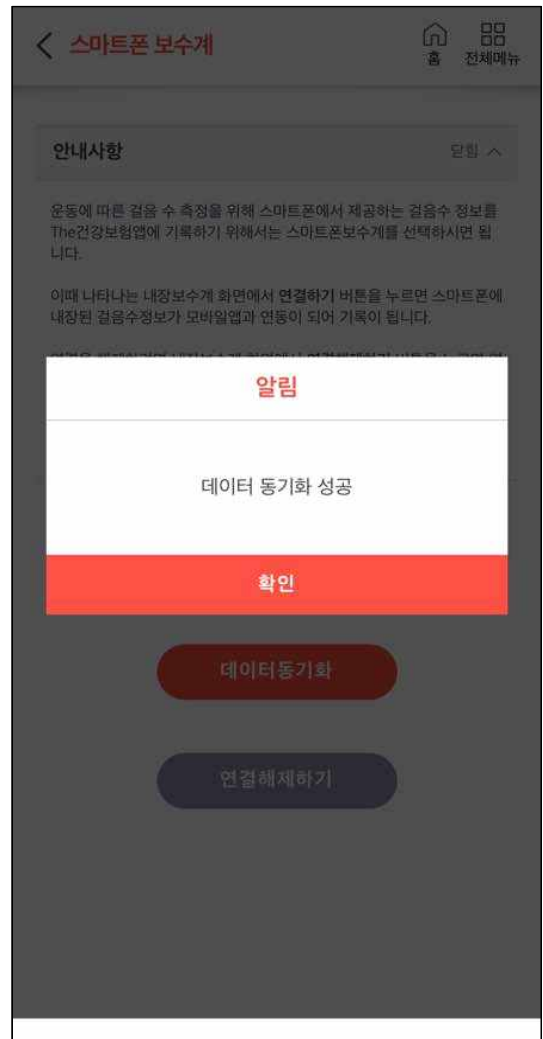 스마트폰 보수계
홈 전체메뉴
안내사항
닫힘
운동에 따른 걸음 수 측정을 위해 스마트폰에서 제공하는 걸음수 정보를
The건강보험앱에 기록하기 위해서는 스마트폰보수계를 선택하시면 됩
니다.
이때 나타나는 내장보수계 화면에서 연결하기 버튼을 누르면 스마트폰에
내장된 걸음수정보가 모바일앱과 연동이 되어 기록이 됩니다.
알림
데이터 동기화 성공
확인
데이터동기화
연결해제하기